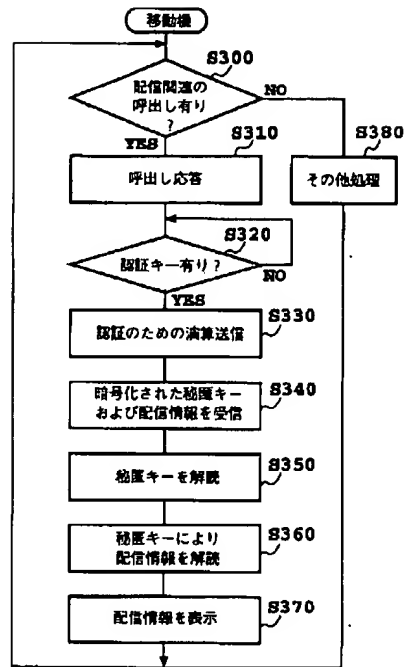 移動機
S300
配信関連の
呼出し有り
?
NO
YES
S310
呼出し応答
S380
その他処理
S320
認証キー有り?
NO
YES
S330
認証のための演算送信
S340
暗号化された秘匿キー
および配信情報を受信
S350
秘匿キーを解読
S360
秘匿キーにより
配信情報を解読
S370
配信情報を表示